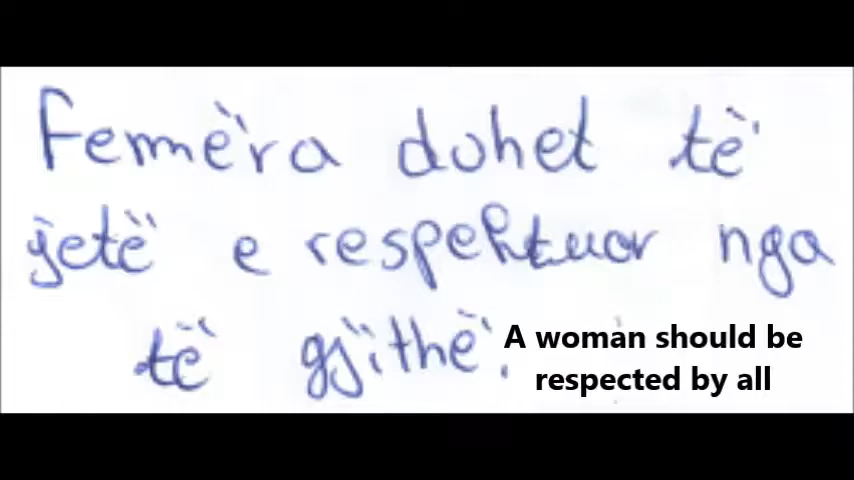 Femëra duhet të
jetë e respektuar nga
të gjithë.
A woman should be
respected by all